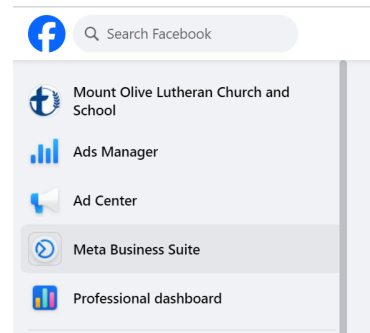 Search Facebook
Mount Olive Lutheran Church and
School
Ads Manager
Ad Center
Meta Business Suite
Professional dashboard